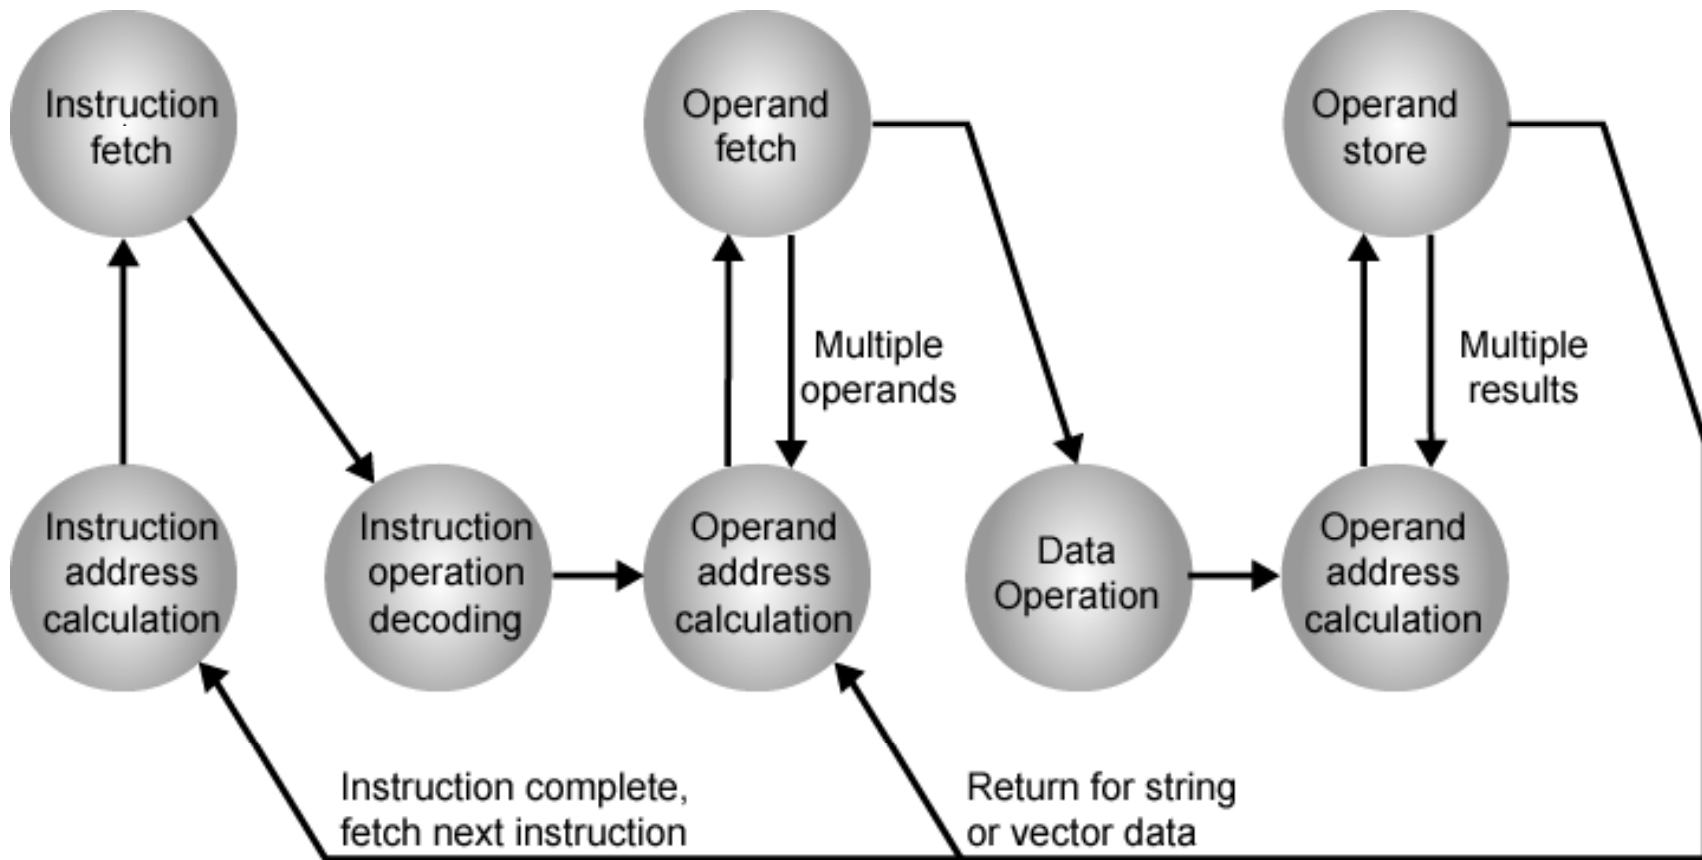 Instruction
fetch
Operand
fetch
Operand
store
Multiple
operands
Multiple
results
Instruction
address
calculation
Instruction
operation
decoding
Operand
address
calculation
Data
Operation
Operand
address
calculation
Instruction complete,
fetch next instruction
Return for string
or vector data